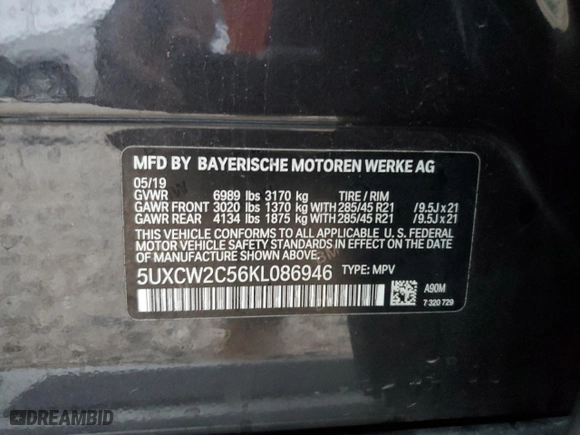 MFD BY BAYERISCHE MOTOREN WERKE AG
05/19
GVWR 6989 lbs 3170 kg TIRE / RIM
GAWR FRONT 3020 lbs 1370 kg WITH 285/45 R21 /9.5J x 21
GAWR REAR 4134 lbs 1875 kg WITH 285/45 R21 /9.5J x 21
THIS VEHICLE CONFORMS TO ALL APPLICABLE U. S. FEDERAL
MOTOR VEHICLE SAFETY STANDARDS IN EFFECT ON THE DATE
OF MANUFACTURE SHOWN ABOVE.
5UXCW2C56KL086946 TYPE: MPV
A90M
7 320 729
DREAMBID